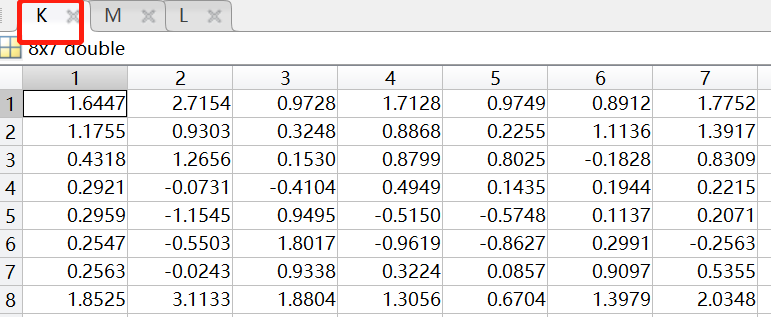 K M L
8x7 double
1 2 3 4 5 6 7
1 1.6447 2.7154 0.9728 1.7128 0.9749 0.8912 1.7752
2 1.1755 0.9303 0.3248 0.8868 0.2255 1.1136 1.3917
3 0.4318 1.2656 0.1530 0.8799 0.8025 -0.1828 0.8309
4 0.2921 -0.0731 -0.4104 0.4949 0.1435 0.1944 0.2215
5 0.2959 -1.1545 0.9495 -0.5150 -0.5748 0.1137 0.2071
6 0.2547 -0.5503 1.8017 -0.9619 -0.8627 0.2991 -0.2563
7 0.2563 -0.0243 0.9338 0.3224 0.0857 0.9097 0.5355
8 1.8525 3.1133 1.8804 1.3056 0.6704 1.3979 2.0348